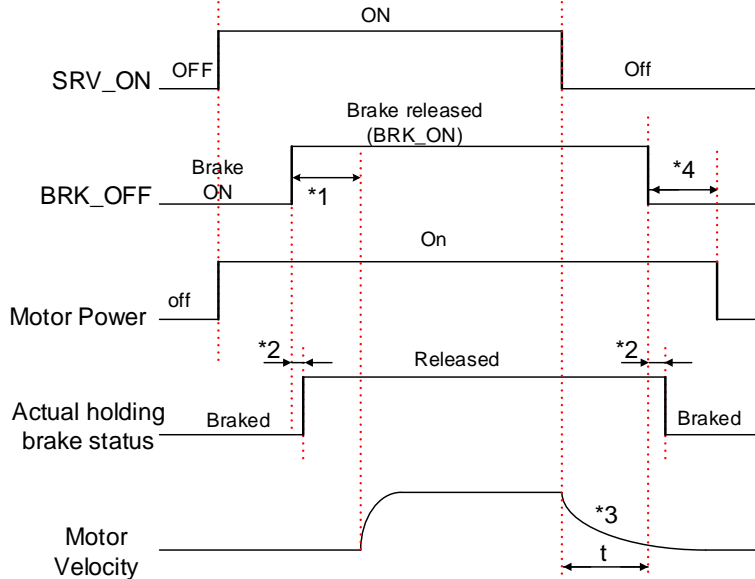 ON
OFF
Off
SRV_ON
Brake released
(BRK_ON)
Brake
ON
*1
*4
BRK_OFF
On
off
Motor Power
*2
Released
*2
Actual holding
brake status
Braked
Braked
*3
Motor
Velocity
t